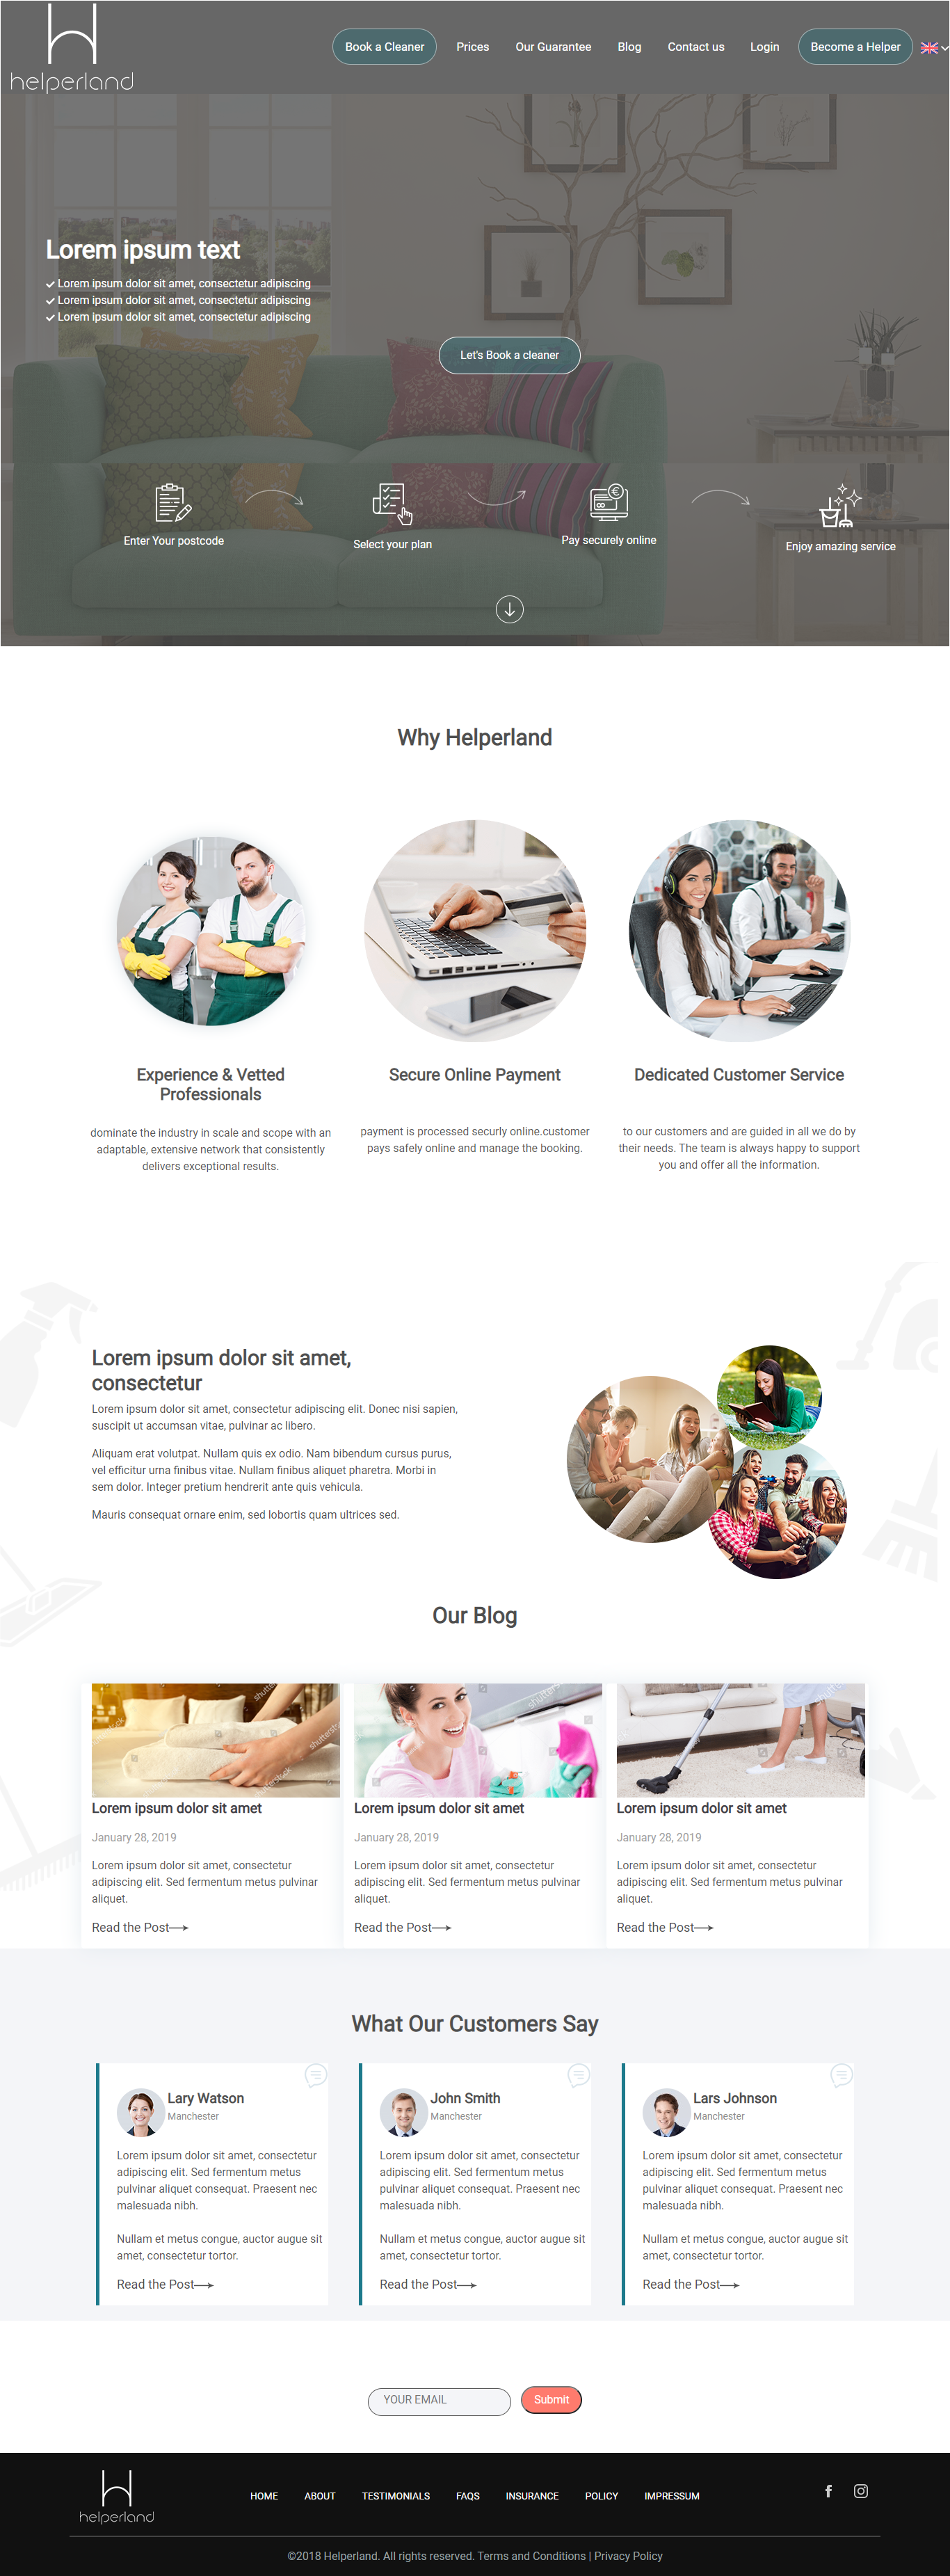 helperland
Book a Cleaner
Prices
Our Guarantee
Blog
Contact us
Login
Become a Helper
Lorem ipsum text
Lorem ipsum dolor sit amet, consectetur adipiscing
Lorem ipsum dolor sit amet, consectetur adipiscing
Lorem ipsum dolor sit amet, consectetur adipiscing
Let's Book a cleaner
Enter Your postcode
Select your plan
Pay securely online
Enjoy amazing service
Why Helperland
Experience & Vetted
Professionals
dominate the industry in scale and scope with an
adaptable, extensive network that consistently
delivers exceptional results.
Secure Online Payment
payment is processed securly online.customer
pays safely online and manage the booking.
Dedicated Customer Service
to our customers and are guided in all we do by
their needs. The team is always happy to support
you and offer all the information.
Lorem ipsum dolor sit amet,
consectetur
Lorem ipsum dolor sit amet, consectetur adipiscing elit. Donec nisi sapien,
suscipit ut accumsan vitae, pulvinar ac libero.
Aliquam erat volutpat. Nullam quis ex odio. Nam bibendum cursus purus,
vel efficitur urna finibus vitae. Nullam finibus aliquet pharetra. Morbi in
sem dolor. Integer pretium hendrerit ante quis vehicula.
Mauris consequat ornare enim, sed lobortis quam ultrices sed.
Our Blog
Lorem ipsum dolor sit amet
January 28, 2019
Lorem ipsum dolor sit amet, consectetur
adipiscing elit. Sed fermentum metus pulvinar
aliquet.
Read the Post
Lorem ipsum dolor sit amet
January 28, 2019
Lorem ipsum dolor sit amet, consectetur
adipiscing elit. Sed fermentum metus pulvinar
aliquet.
Read the Post
Lorem ipsum dolor sit amet
January 28, 2019
Lorem ipsum dolor sit amet, consectetur
adipiscing elit. Sed fermentum metus pulvinar
aliquet.
Read the Post
What Our Customers Say
Lary Watson
Manchester
Lorem ipsum dolor sit amet, consectetur
adipiscing elit. Sed fermentum metus
pulvinar aliquet consequat. Praesent nec
malesuada nibh.
Nullam et metus congue, auctor augue sit
amet, consectetur tortor.
Read the Post
John Smith
Manchester
Lorem ipsum dolor sit amet, consectetur
adipiscing elit. Sed fermentum metus
pulvinar aliquet consequat. Praesent nec
malesuada nibh.
Nullam et metus congue, auctor augue sit
amet, consectetur tortor.
Read the Post
Lars Johnson
Manchester
Lorem ipsum dolor sit amet, consectetur
adipiscing elit. Sed fermentum metus
pulvinar aliquet consequat. Praesent nec
malesuada nibh.
Nullam et metus congue, auctor augue sit
amet, consectetur tortor.
Read the Post
YOUR EMAIL
Submit
helperland
HOME
ABOUT
TESTIMONIALS
FAQS
INSURANCE
POLICY
IMPRESSUM
©2018 Helperland. All rights reserved. Terms and Conditions | Privacy Policy